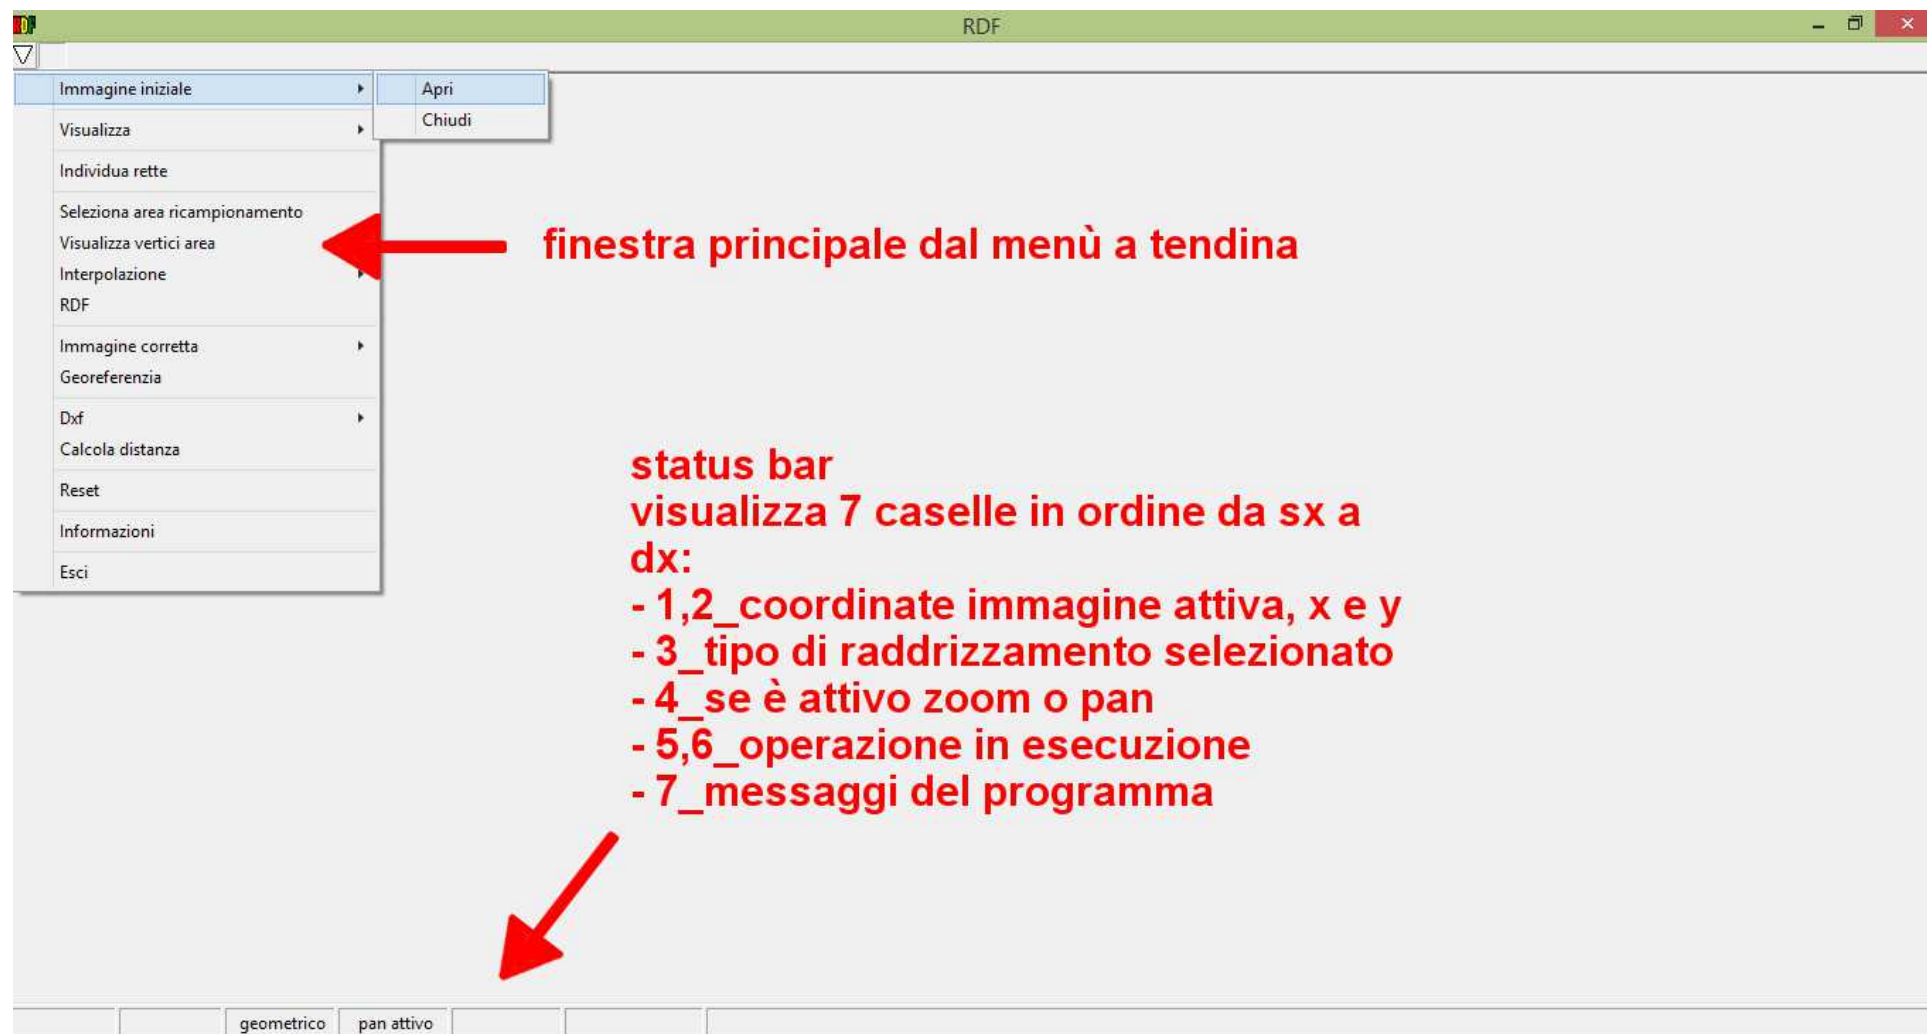 RDF
RDF
Immagine iniziale
Apri
Chiudi
Visualizza
Individua rette
Seleziona area ricampionamento
Visualizza vertici area
Interpolazione
RDF
Immagine corretta
Georeferenzia
Dxf
Calcola distanza
Reset
Informazioni
Esci
finestra principale dal menù a tendina
status bar
visualizza 7 caselle in ordine da sx a
dx:
- 1,2_coordinate immagine attiva, x e y
- 3_tipo di raddrizzamento selezionato
- 4_se è attivo zoom o pan
- 5,6_operazione in esecuzione
- 7_messaggi del programma
geometrico
pan attivo